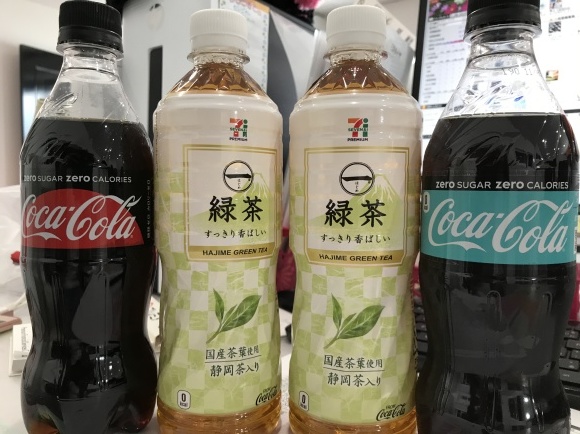 zero SUGAR zero CALORIES
Coca-Cola
7
SEVEN&i
PREMIUM
一
緑茶
すっきり香ばしい
HAJIME GREEN TEA
国産茶葉使用
静岡茶入り
0
Coca-Cola
7
SEVEN&i
PREMIUM
一
緑茶
すっきり香ばしい
HAJIME GREEN TEA
国産茶葉使用
静岡茶入り
0
Coca-Cola
zero SUGAR zero CALORIES
Coca-Cola